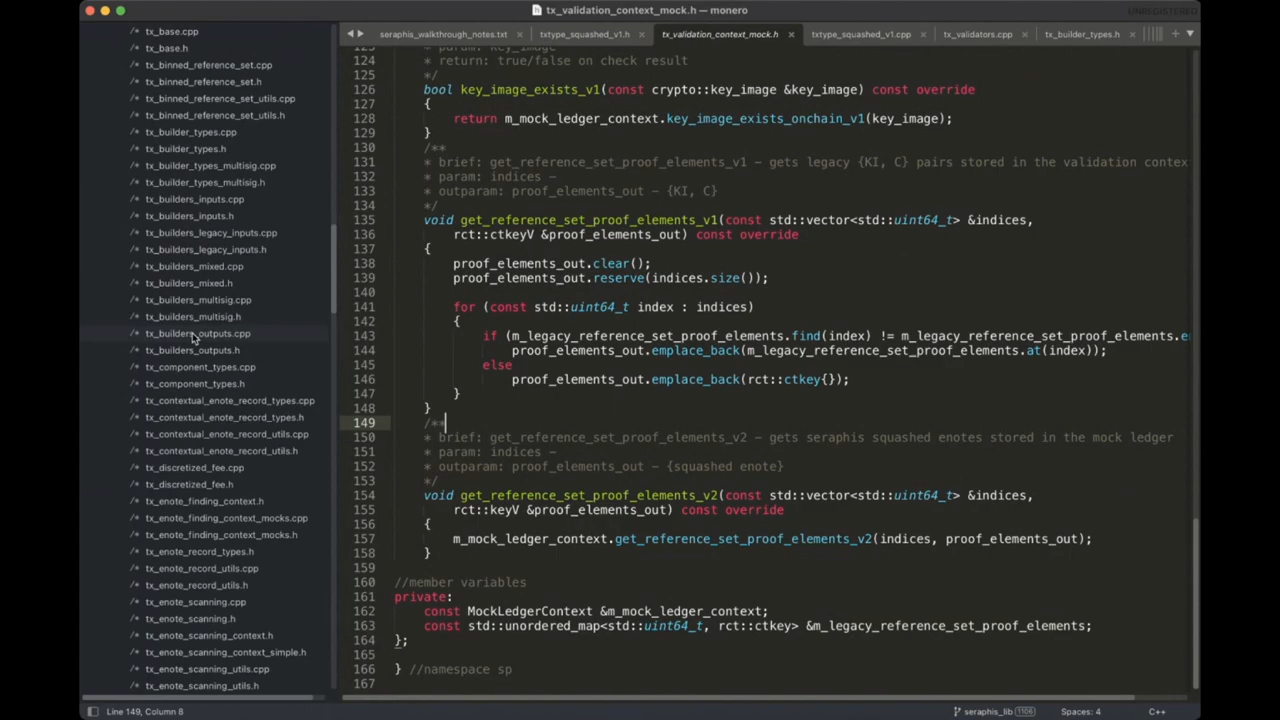 tx_validation_context_mock.h — monero
UNREGISTERED
seraphis_walkthrough_notes.txt
txtype_squashed_v1.h
tx_validation_context_mock.h
txtype_squashed_v1.cpp
tx_validators.cpp
tx_builder_types.h
/* tx_base.cpp
/* tx_base.h
/* tx_binned_reference_set.cpp
/* tx_binned_reference_set.h
/* tx_binned_reference_set_utils.cpp
/* tx_binned_reference_set_utils.h
/* tx_builder_types.cpp
/* tx_builder_types.h
/* tx_builder_types_multisig.cpp
/* tx_builder_types_multisig.h
/* tx_builders_inputs.cpp
/* tx_builders_inputs.h
/* tx_builders_legacy_inputs.cpp
/* tx_builders_legacy_inputs.h
/* tx_builders_mixed.cpp
/* tx_builders_mixed.h
/* tx_builders_multisig.cpp
/* tx_builders_multisig.h
/* tx_builders_outputs.cpp
/* tx_builders_outputs.h
/* tx_component_types.cpp
/* tx_component_types.h
/* tx_contextual_enote_record_types.cpp
/* tx_contextual_enote_record_types.h
/* tx_contextual_enote_record_utils.cpp
/* tx_contextual_enote_record_utils.h
/* tx_discretized_fee.cpp
/* tx_discretized_fee.h
/* tx_enote_finding_context.h
/* tx_enote_finding_context_mocks.cpp
/* tx_enote_finding_context_mocks.h
/* tx_enote_record_types.h
/* tx_enote_record_utils.cpp
/* tx_enote_record_utils.h
/* tx_enote_scanning.cpp
/* tx_enote_scanning.h
/* tx_enote_scanning_context.h
/* tx_enote_scanning_context_simple.h
/* tx_enote_scanning_utils.cpp
/* tx_enote_scanning_utils.h
123 * param: key_image -
124 * return: true/false on check result
125 */
126 bool key_image_exists_v1(const crypto::key_image &key_image) const override
127 {
128 return m_mock_ledger_context.key_image_exists_onchain_v1(key_image);
129 }
130 /**
131 * brief: get_reference_set_proof_elements_v1 - gets legacy {KI, C} pairs stored in the validation contex
132 * param: indices -
133 * outparam: proof_elements_out - {KI, C}
134 */
135 void get_reference_set_proof_elements_v1(const std::vector<std::uint64_t> &indices,
136 rct::ctkeyV &proof_elements_out) const override
137 {
138 proof_elements_out.clear();
139 proof_elements_out.reserve(indices.size());
140
141 for (const std::uint64_t index : indices)
142 {
143 if (m_legacy_reference_set_proof_elements.find(index) != m_legacy_reference_set_proof_elements.e
144 proof_elements_out.emplace_back(m_legacy_reference_set_proof_elements.at(index));
145 else
146 proof_elements_out.emplace_back(rct::ctkey{});
147 }
148 }
149 /**
150 * brief: get_reference_set_proof_elements_v2 - gets seraphis squashed enotes stored in the mock ledger
151 * param: indices -
152 * outparam: proof_elements_out - {squashed enote}
153 */
154 void get_reference_set_proof_elements_v2(const std::vector<std::uint64_t> &indices,
155 rct::keyV &proof_elements_out) const override
156 {
157 m_mock_ledger_context.get_reference_set_proof_elements_v2(indices, proof_elements_out);
158 }
159
160 //member variables
161 private:
162 const MockLedgerContext &m_mock_ledger_context;
163 const std::unordered_map<std::uint64_t, rct::ctkey> &m_legacy_reference_set_proof_elements;
164 };
165
166 } //namespace sp
167
Line 149, Column 8
seraphis_lib 1106
Spaces: 4
C++